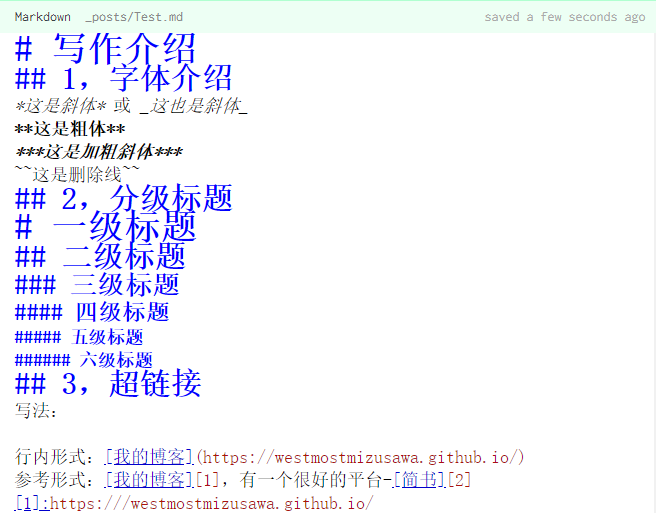 Markdown _posts/Test.md saved a few seconds ago
# 写作介绍
## 1，字体介绍
*这是斜体* 或 _这也是斜体_
**这是粗体**
***这是加粗斜体***
~~这是删除线~~
## 2，分级标题
# 一级标题
## 二级标题
### 三级标题
#### 四级标题
##### 五级标题
###### 六级标题
## 3，超链接
写法：
行内形式：[我的博客](https://westmostmizusawa.github.io/)
参考形式：[我的博客][1]，有一个很好的平台-[简书][2]
[1]:https:///westmostmizusawa.github.io/